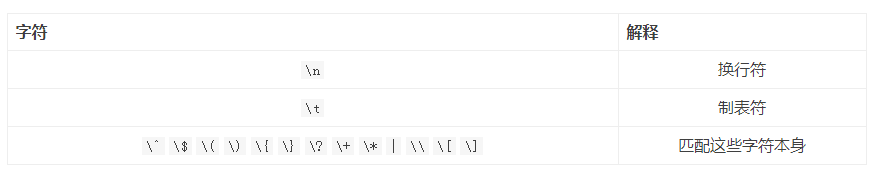 字符 解释
\n 换行符
\t 制表符
\^ \$ \( \) \{ \} \? \+ \* | \\ \[ \] 匹配这些字符本身